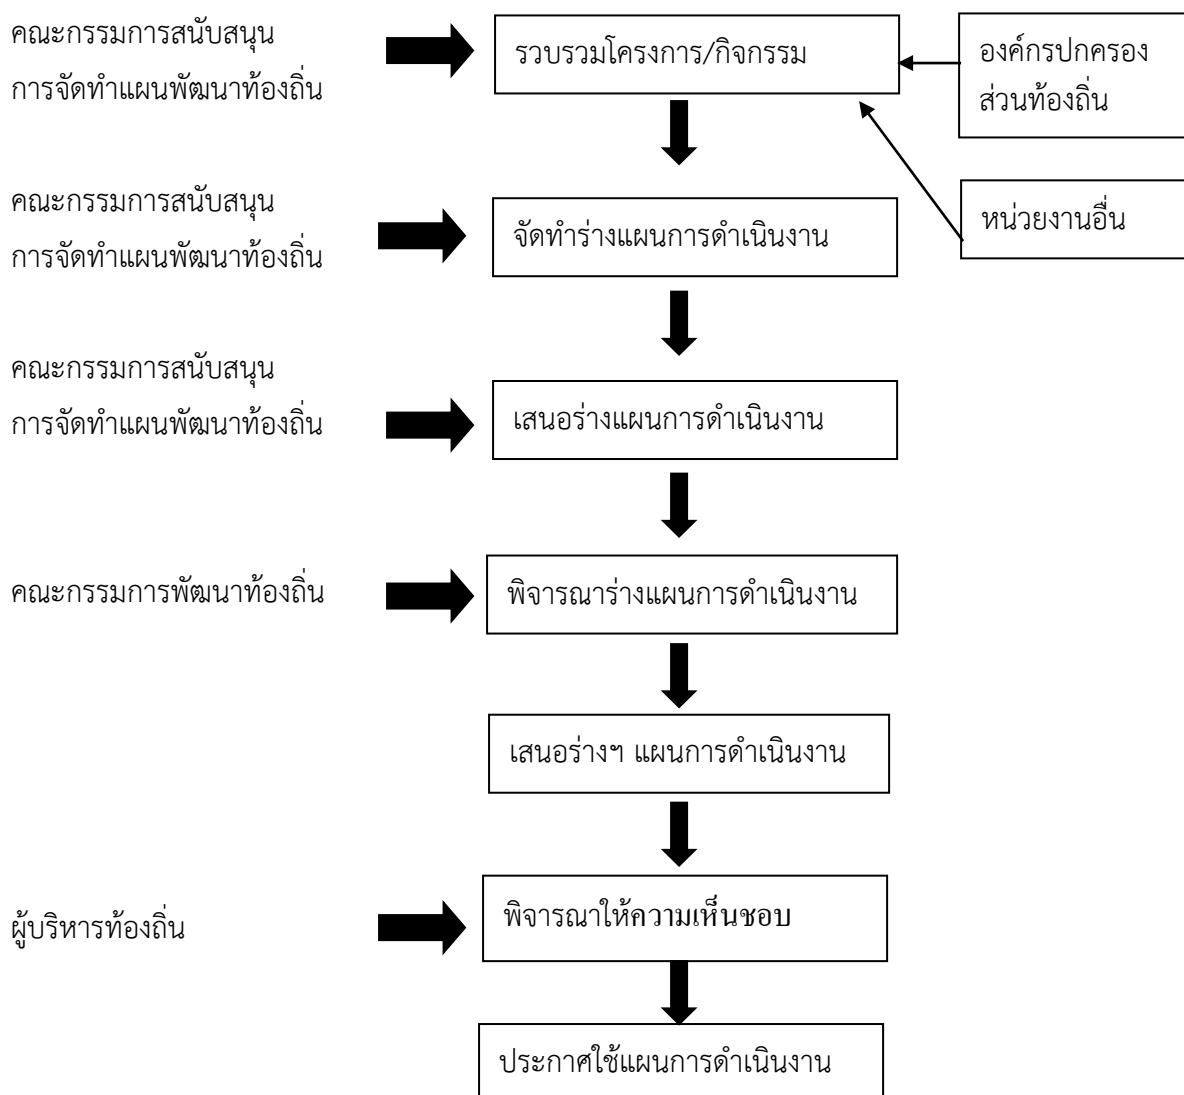 คณะกรรมการสนับสนุน
การจัดทำแผนพัฒนาท้องถิ่น
รวบรวมโครงการ/กิจกรรม
องค์กรปกครอง
ส่วนท้องถิ่น
คณะกรรมการสนับสนุน
การจัดทำแผนพัฒนาท้องถิ่น
จัดทำร่างแผนการดำเนินงาน
หน่วยงานอื่น
คณะกรรมการสนับสนุน
การจัดทำแผนพัฒนาท้องถิ่น
เสนอร่างแผนการดำเนินงาน
คณะกรรมการพัฒนาท้องถิ่น
พิจารณาร่างแผนการดำเนินงาน
เสนอร่างฯ แผนการดำเนินงาน
ผู้บริหารท้องถิ่น
พิจารณาให้ความเห็นชอบ
ประกาศใช้แผนการดำเนินงาน